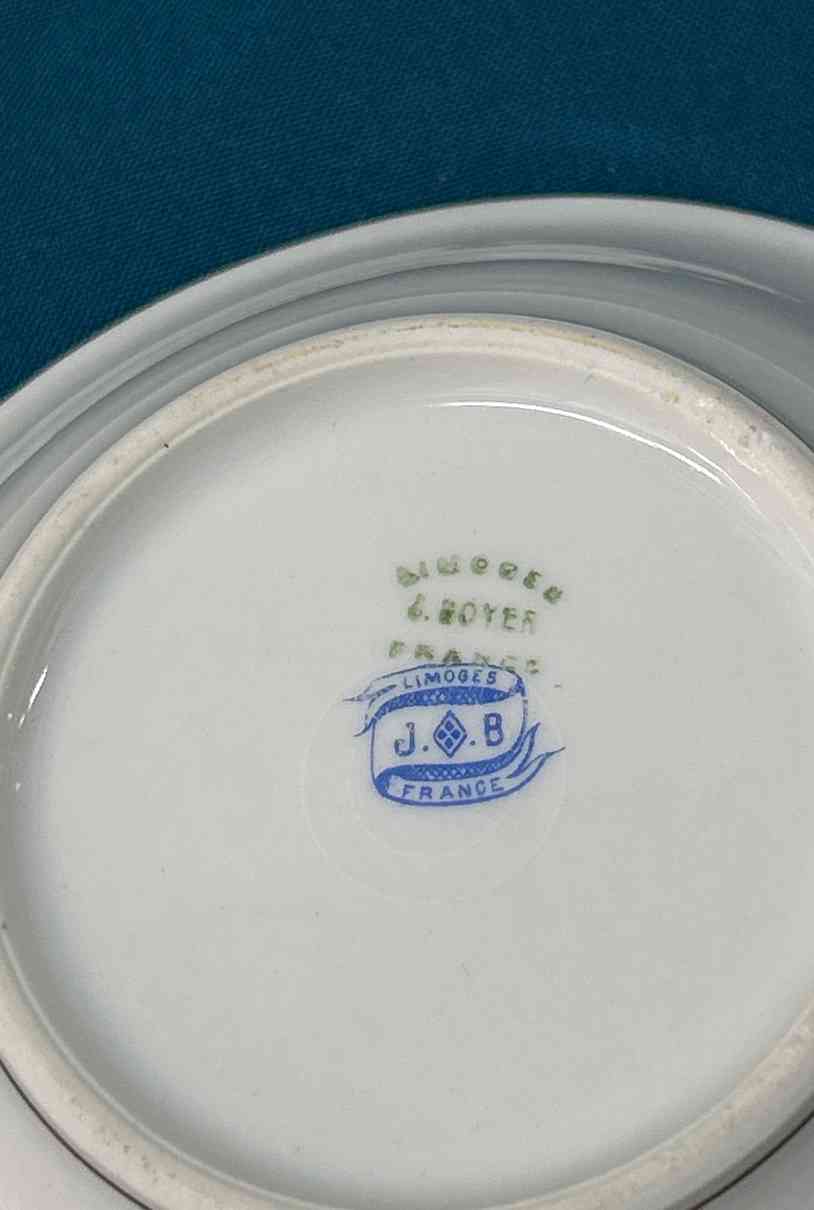 LIMOGES
J. BOYER
FRANCE
LIMOGES
J. B
FRANCE